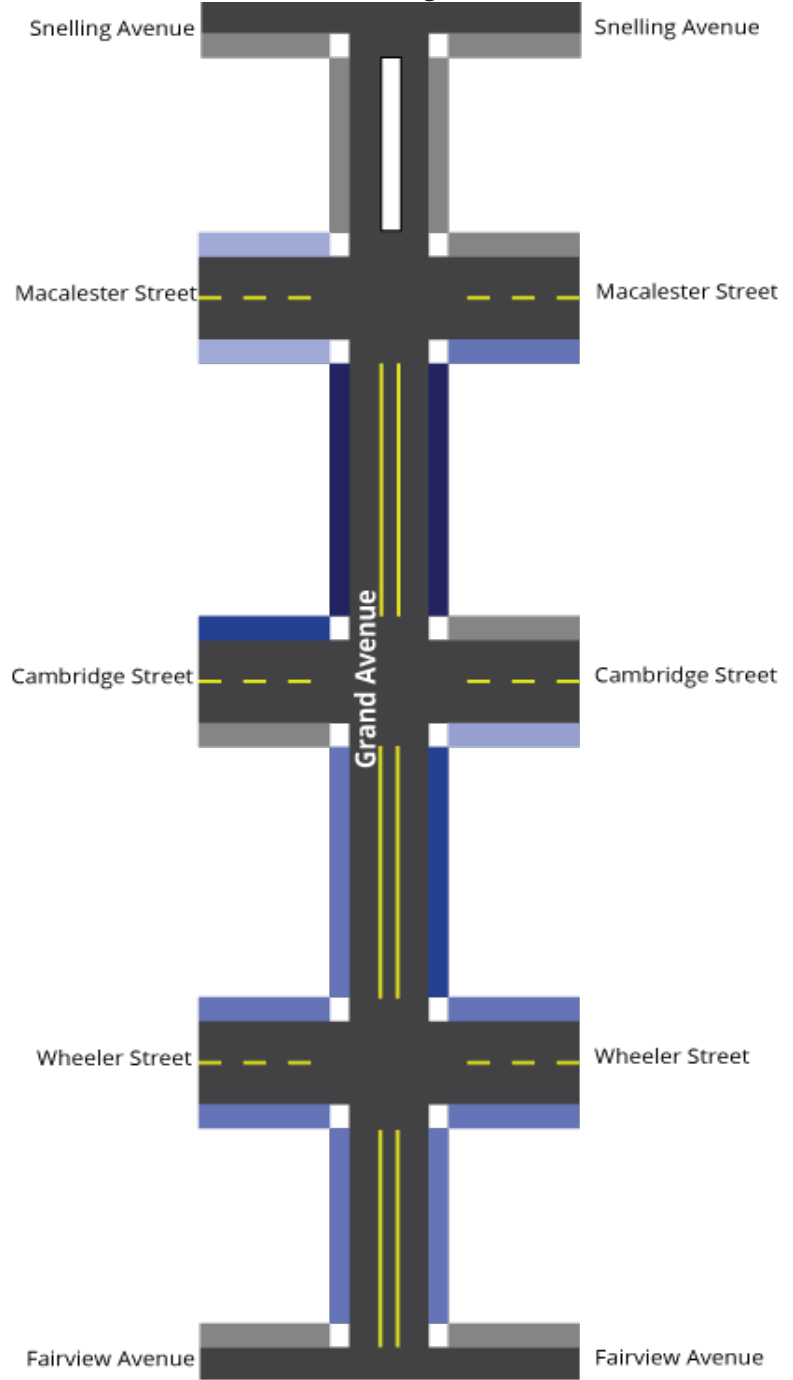 Snelling Avenue
Snelling Avenue
Macalester Street
Macalester Street
Grand Avenue
Cambridge Street
Cambridge Street
Wheeler Street
Wheeler Street
Fairview Avenue
Fairview Avenue